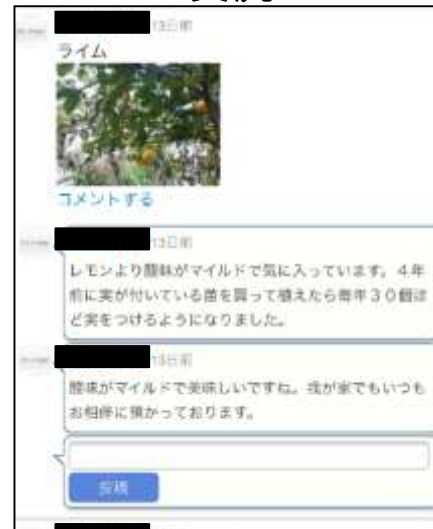 13日前
ライム
コメントする
13日前
レモンより酸味がマイルドで気に入っています。4年
前に実が付いている苗を買って植えたら毎年30個ほ
ど実をつけるようになりました。
13日前
酸味がマイルドで美味しいですね。我が家でもいつも
お相伴に預かっております。
投稿